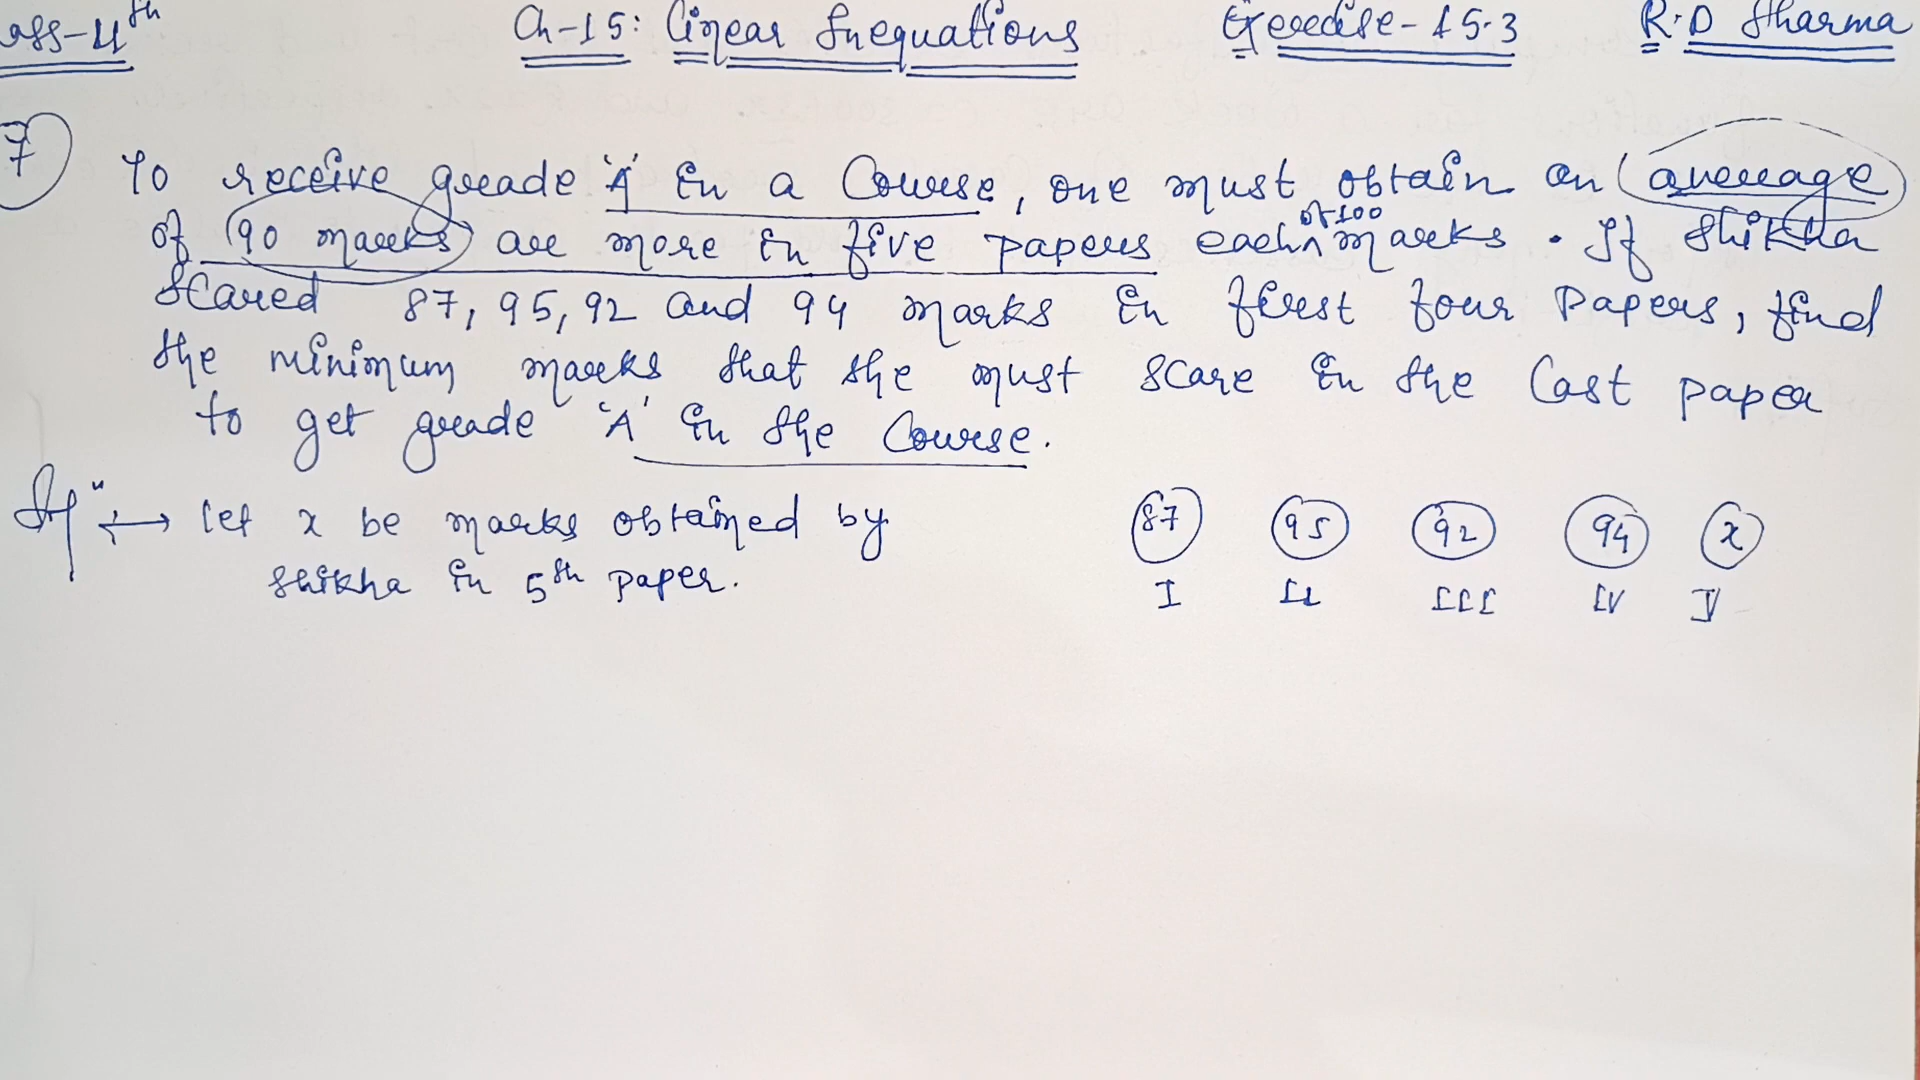 ass-11th Ch-15: Linear Inequations Exercise-15.3 R.D Sharma
7 To receive grade 'A' in a Course, one must obtain an average
of 90 marks are more in five papers each of 100 marks. If Shikha
Scared 87, 95, 92 and 94 marks in first four Papers, find
the minimum marks that she must scare in the last paper
to get grade 'A' in the Course.
Sol" let x be marks obtained by 87 95 92 94 x
Shikha in 5th paper. I II III IV V